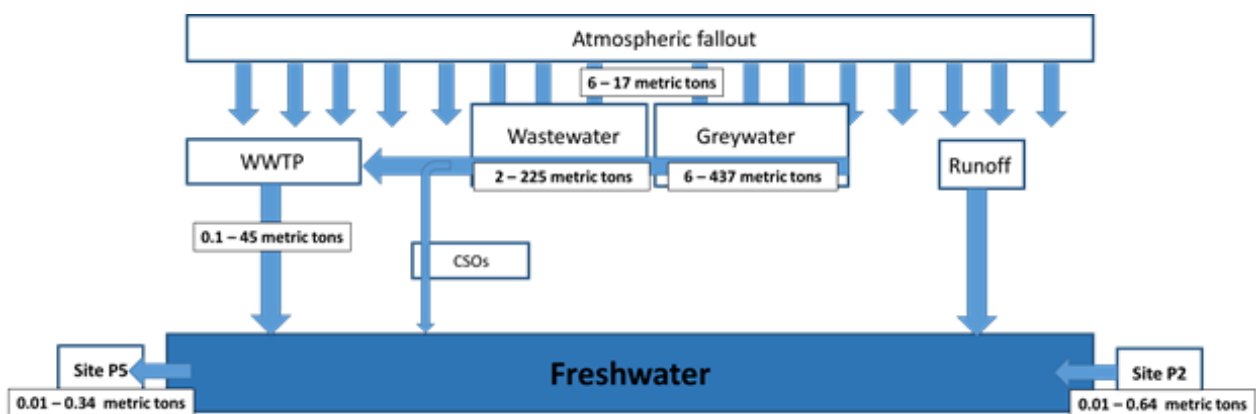 Atmospheric fallout
6 – 17 metric tons
Wastewater
Greywater
WWTP
Runoff
2 – 225 metric tons
6 – 437 metric tons
0.1 – 45 metric tons
CSOs
Freshwater
Site P5
Site P2
0.01 – 0.34 metric tons
0.01 – 0.64 metric tons